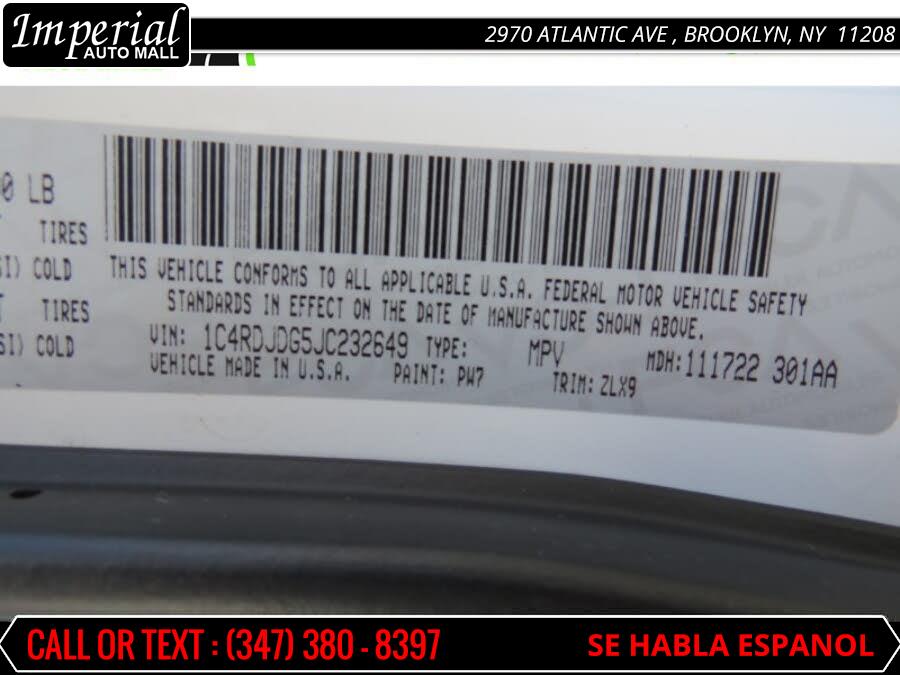 Imperial
AUTO MALL
2970 ATLANTIC AVE , BROOKLYN, NY 11208
0 LB
TIRES
COLD
TIRES
COLD
THIS VEHICLE CONFORMS TO ALL APPLICABLE U.S.A. FEDERAL MOTOR VEHICLE SAFETY
STANDARDS IN EFFECT ON THE DATE OF MANUFACTURE SHOWN ABOVE.
VIN: 1C4RDJDG5JC232649 TYPE: MPV MDH:111722 301AA
VEHICLE MADE IN U.S.A. PAINT: PW7 TRIM: ZLX9
CALL OR TEXT : (347) 380 - 8397
SE HABLA ESPANOL